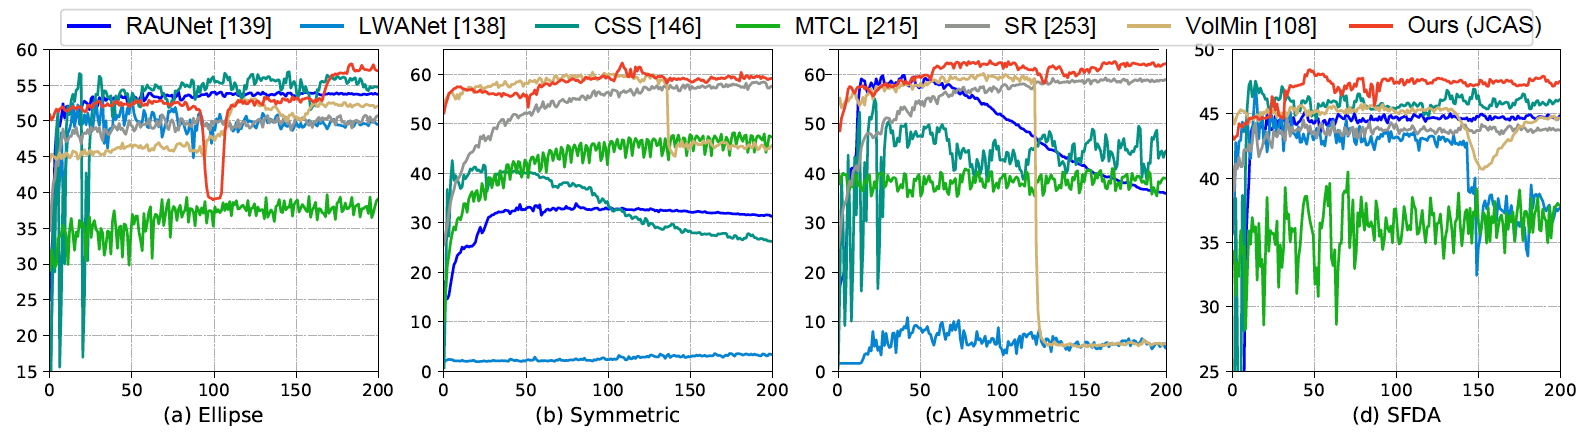 RAUNet [139] LWANet [138] CSS [146] MTCL [215] SR [253] VolMin [108] Ours (JCAS)
60 55 50 45 40 35 30 25 20 15
0 50 100 150 200
(a) Ellipse
60 50 40 30 20 10 0
0 50 100 150 200
(b) Symmetric
60 50 40 30 20 10 0
0 50 100 150 200
(c) Asymmetric
50 45 40 35 30 25
0 50 100 150 200
(d) SFDA